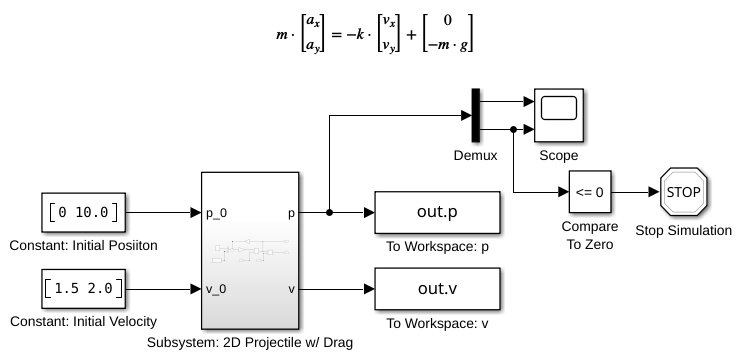 m · [a_x a_y] = −k · [v_x v_y] + [0 −m · g]
Demux
Scope
<= 0
STOP
Compare
To Zero
Stop Simulation
[0 10.0]
Constant: Initial Posiiton
p_0
p
out.p
To Workspace: p
[1.5 2.0]
Constant: Initial Velocity
v_0
v
out.v
To Workspace: v
Subsystem: 2D Projectile w/ Drag